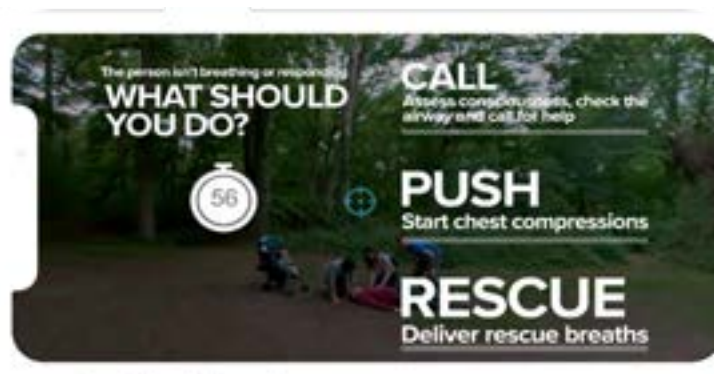 The person isn't breathing or responding
WHAT SHOULD
YOU DO?
56
CALL
Assess consciousness, check the
airway and call for help
PUSH
Start chest compressions
RESCUE
Deliver rescue breaths